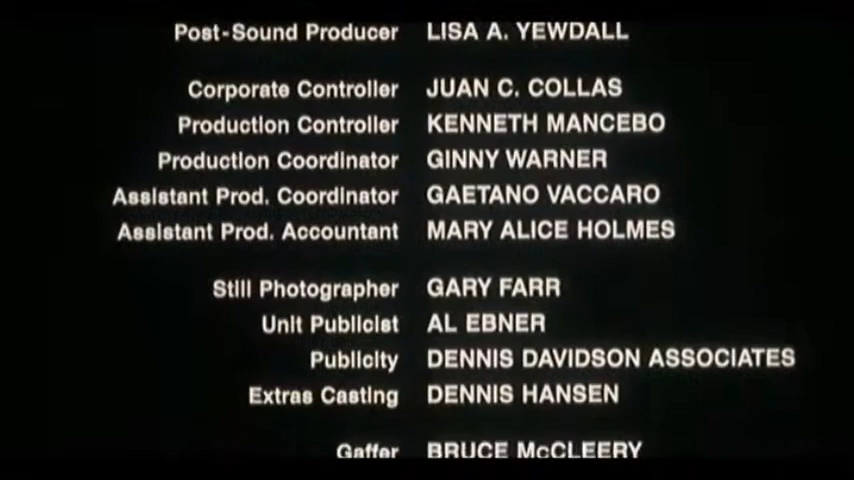 Post-Sound Producer LISA A. YEWDALL
Corporate Controller JUAN C. COLLAS
Production Controller KENNETH MANCEBO
Production Coordinator GINNY WARNER
Assistant Prod. Coordinator GAETANO VACCARO
Assistant Prod. Accountant MARY ALICE HOLMES
Still Photographer GARY FARR
Unit Publicist AL EBNER
Publicity DENNIS DAVIDSON ASSOCIATES
Extras Casting DENNIS HANSEN
Gaffer BRUCE McCLEERY